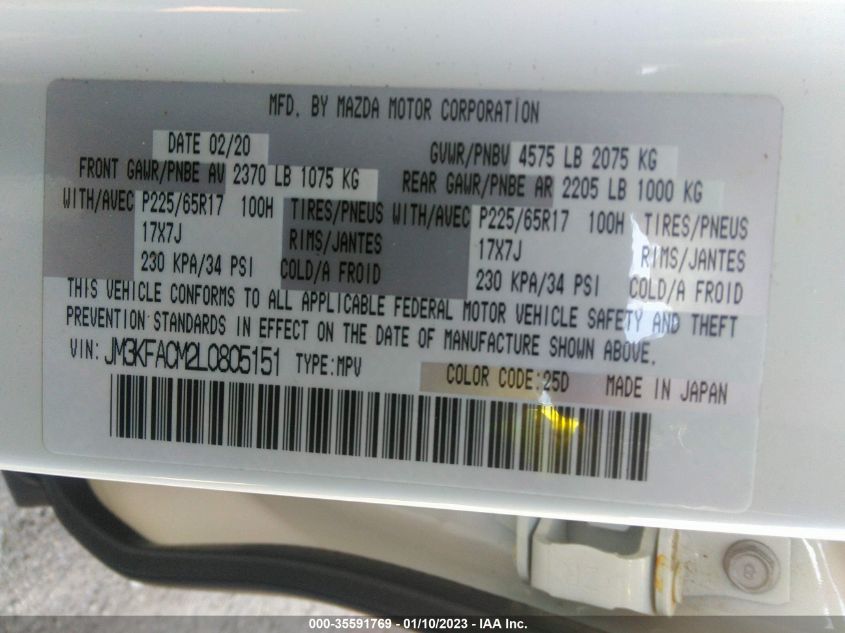 MFD. BY MAZDA MOTOR CORPORATION
DATE 02/20 GVWR/PNBV 4575 LB 2075 KG
FRONT GAWR/PNBE AV 2370 LB 1075 KG REAR GAWR/PNBE AR 2205 LB 1000 KG
WITH/AVEC P225/65R17 100H TIRES/PNEUS WITH/AVEC P225/65R17 100H TIRES/PNEUS
17X7J RIMS/JANTES 17X7J RIMS/JANTES
230 KPA/34 PSI COLD/A FROID 230 KPA/34 PSI COLD/A FROID
THIS VEHICLE CONFORMS TO ALL APPLICABLE FEDERAL MOTOR VEHICLE SAFETY AND THEFT
PREVENTION STANDARDS IN EFFECT ON THE DATE OF MANUFACTURE SHOWN ABOVE.
VIN: JM3KFACM2L0805151 TYPE:MPV
COLOR CODE:25D MADE IN JAPAN
000-35591769 - 01/10/2023 - IAA Inc.